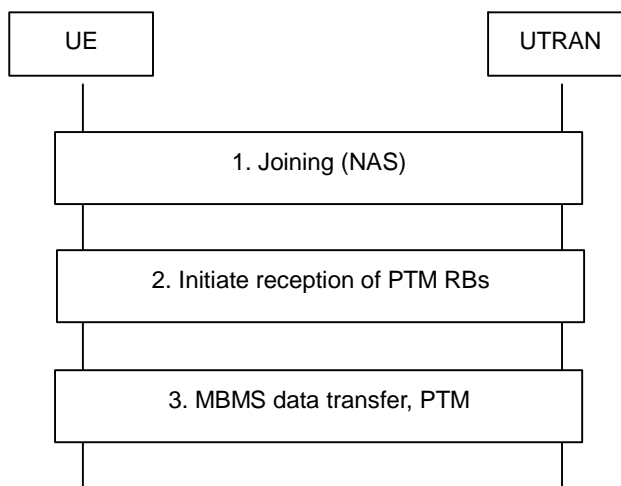 UE
UTRAN
1. Joining (NAS)
2. Initiate reception of PTM RBs
3. MBMS data transfer, PTM